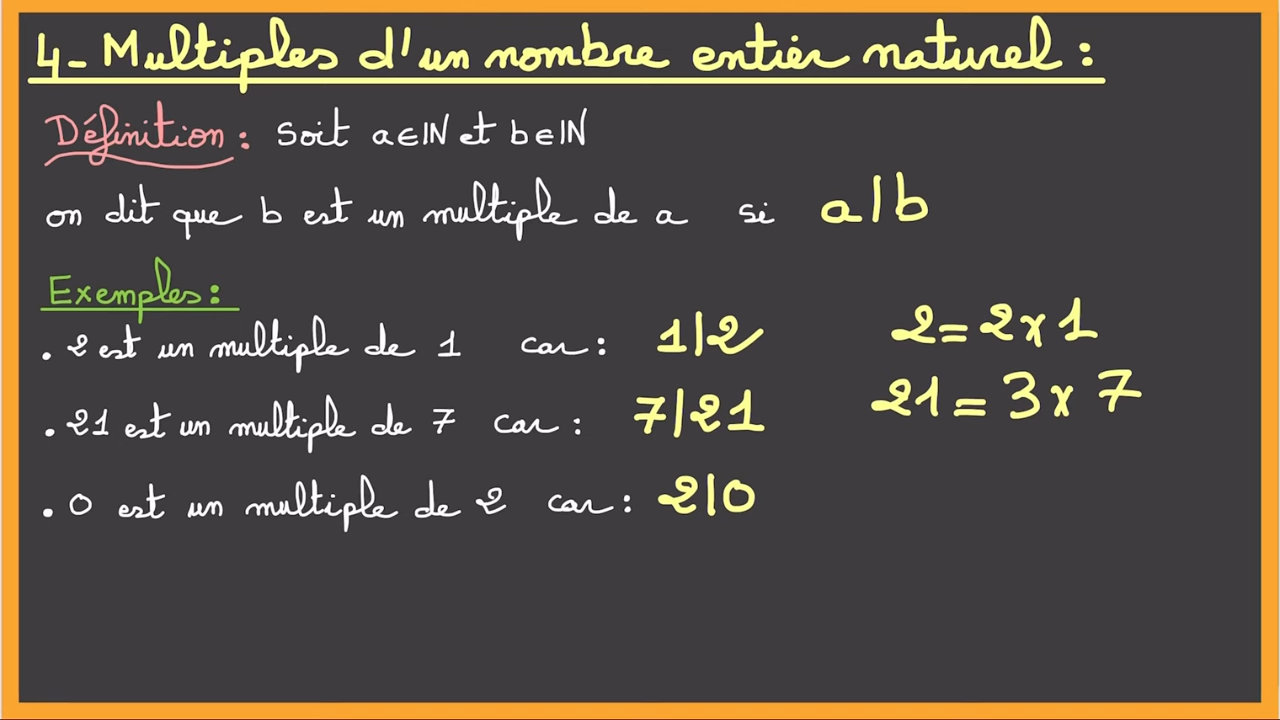 4- Multiples d'un nombre entier naturel :
Définition : Soit a∈ℕ et b∈ℕ
on dit que b est un multiple de a si a|b
Exemples :
. 2 est un multiple de 1 car : 1|2 2=2×1
. 21 est un multiple de 7 car : 7|21 21=3×7
. 0 est un multiple de 2 car : 2|0